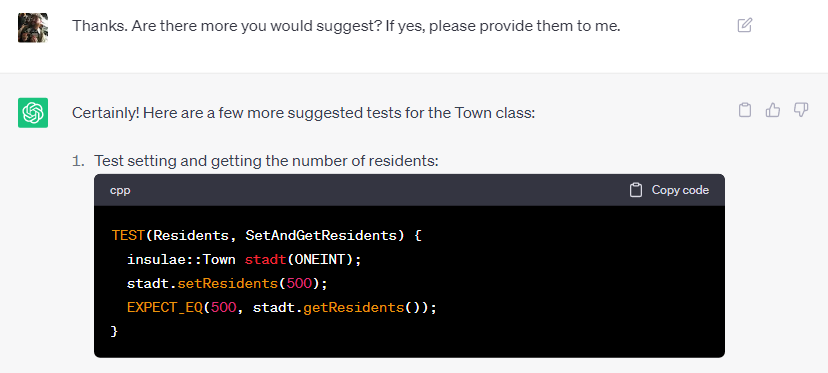 Thanks. Are there more you would suggest? If yes, please provide them to me.
Certainly! Here are a few more suggested tests for the Town class:
1. Test setting and getting the number of residents:
cpp Copy code
TEST(Residents, SetAndGetResidents) {
  insulae::Town stadt(ONEINT);
  stadt.setResidents(500);
  EXPECT_EQ(500, stadt.getResidents());
}